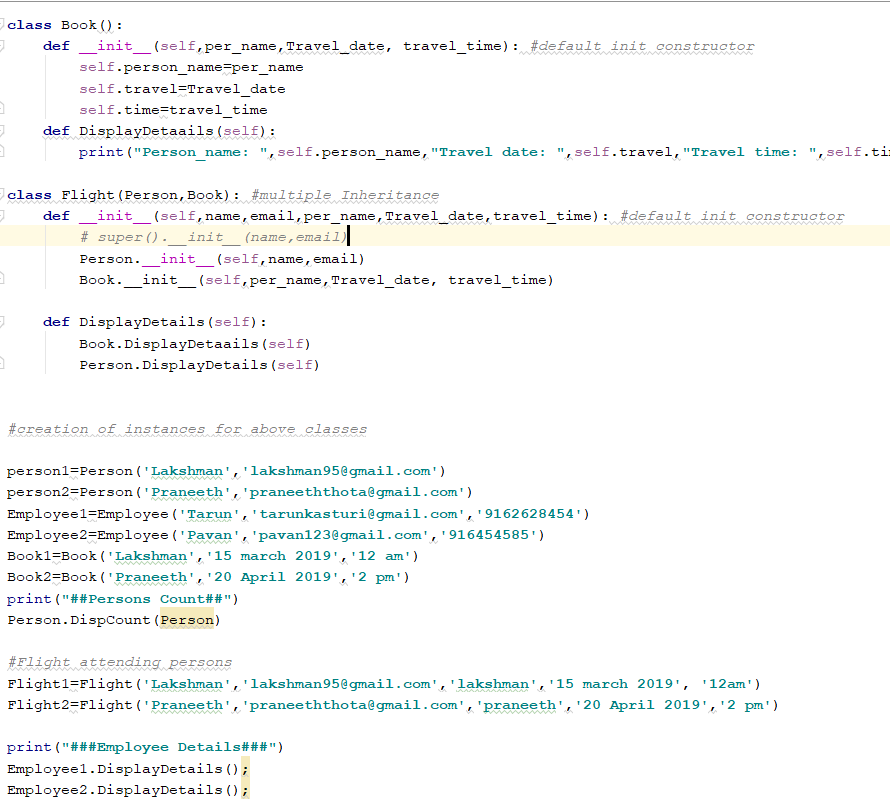 class Book():
    def __init__(self,per_name,Travel_date, travel_time): #default init constructor
        self.person_name=per_name
        self.travel=Travel_date
        self.time=travel_time
    def DisplayDetaails(self):
        print("Person_name: ",self.person_name,"Travel date: ",self.travel,"Travel time: ",self.ti
class Flight(Person,Book): #multiple Inheritance
    def __init__(self,name,email,per_name,Travel_date,travel_time): #default init constructor
        # super().__init__(name,email)
        Person.__init__(self,name,email)
        Book.__init__(self,per_name,Travel_date, travel_time)
    def DisplayDetails(self):
        Book.DisplayDetaails(self)
        Person.DisplayDetails(self)
#creation of instances for above classes
person1=Person('Lakshman','lakshman95@gmail.com')
person2=Person('Praneeth','praneeththota@gmail.com')
Employee1=Employee('Tarun','tarunkasturi@gmail.com','9162628454')
Employee2=Employee('Pavan','pavan123@gmail.com','916454585')
Book1=Book('Lakshman','15 march 2019','12 am')
Book2=Book('Praneeth','20 April 2019','2 pm')
print("##Persons Count##")
Person.DispCount(Person)
#Flight attending persons
Flight1=Flight('Lakshman','lakshman95@gmail.com','lakshman','15 march 2019', '12am')
Flight2=Flight('Praneeth','praneeththota@gmail.com','praneeth','20 April 2019','2 pm')
print("###Employee Details###")
Employee1.DisplayDetails();
Employee2.DisplayDetails();